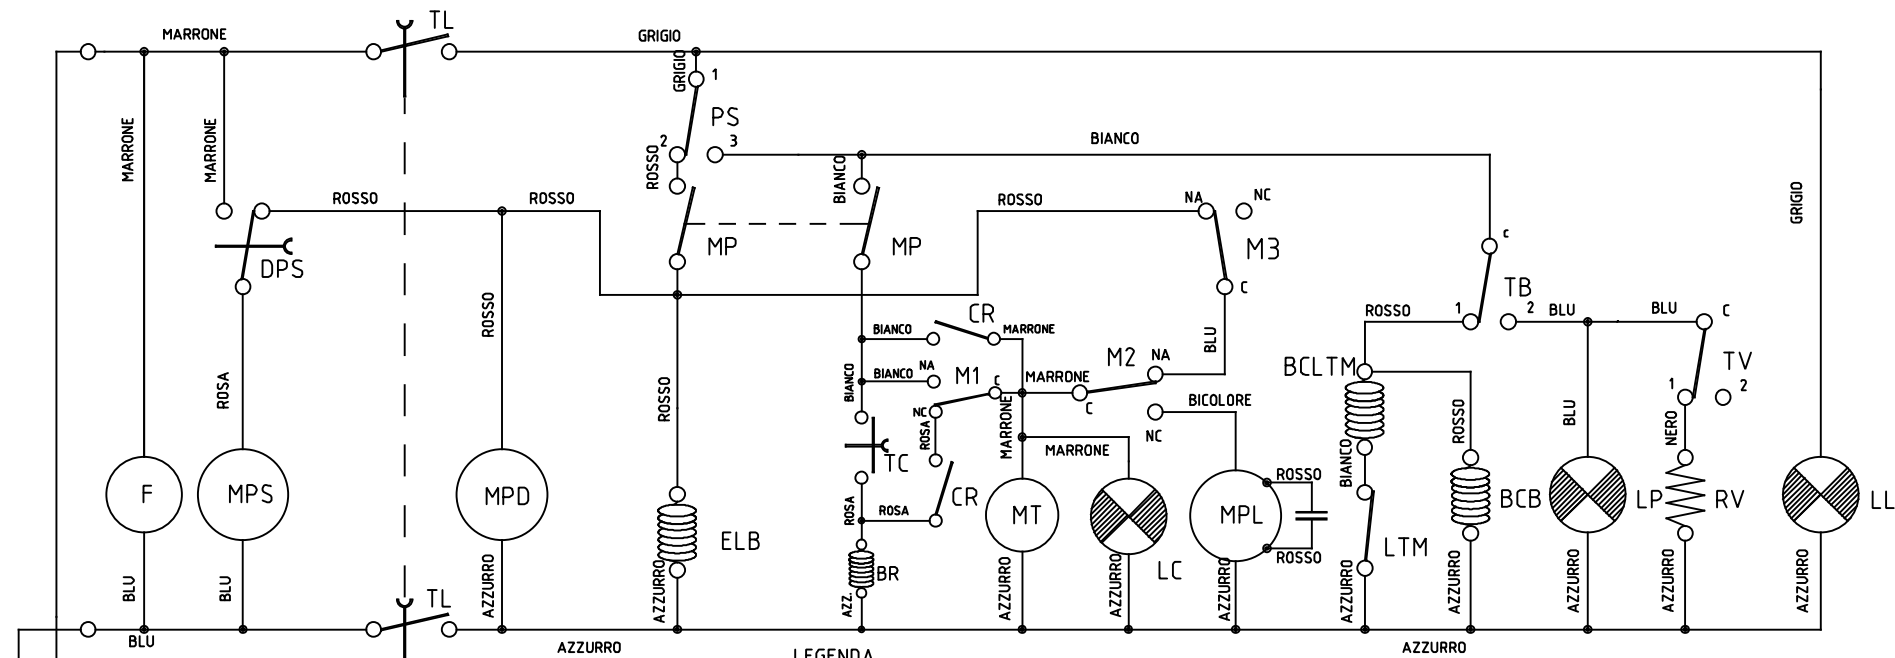 TL
MARRONE
GRIGIO
GRIGIO
1
PS
2
3
BIANCO
MARRONE
MARRONE
ROSSO
BIANCO
ROSSO
ROSSO
ROSSO
NA
NC
GRIGIO
C
MP
MP
M3
DPS
C
TB
ROSSO
CR
BIANCO
MARRONE
BLU
ROSSO
1
2
BLU
BLU
C
M2
NA
BCLTM
TV
ROSA
ROSSO
BIANCO
BIANCO
NA
M1
C
MARRONE
C
1
2
NC
ROSA
MARRONE
BICOLORE
NC
ROSSO
BLU
NERO
MARRONE
TC
BIANCO
CR
ROSSO
F
MPS
MPD
ROSA
ROSA
MT
MPL
BCB
LP
RV
LL
ELB
ROSSO
LTM
BR
LC
BLU
BLU
AZZURRO
AZZURRO
AZZ.
AZZURRO
AZZURRO
AZZURRO
AZZURRO
AZZURRO
AZZURRO
AZZURRO
TL
BLU
AZZURRO
LEGENDA
AZZURRO